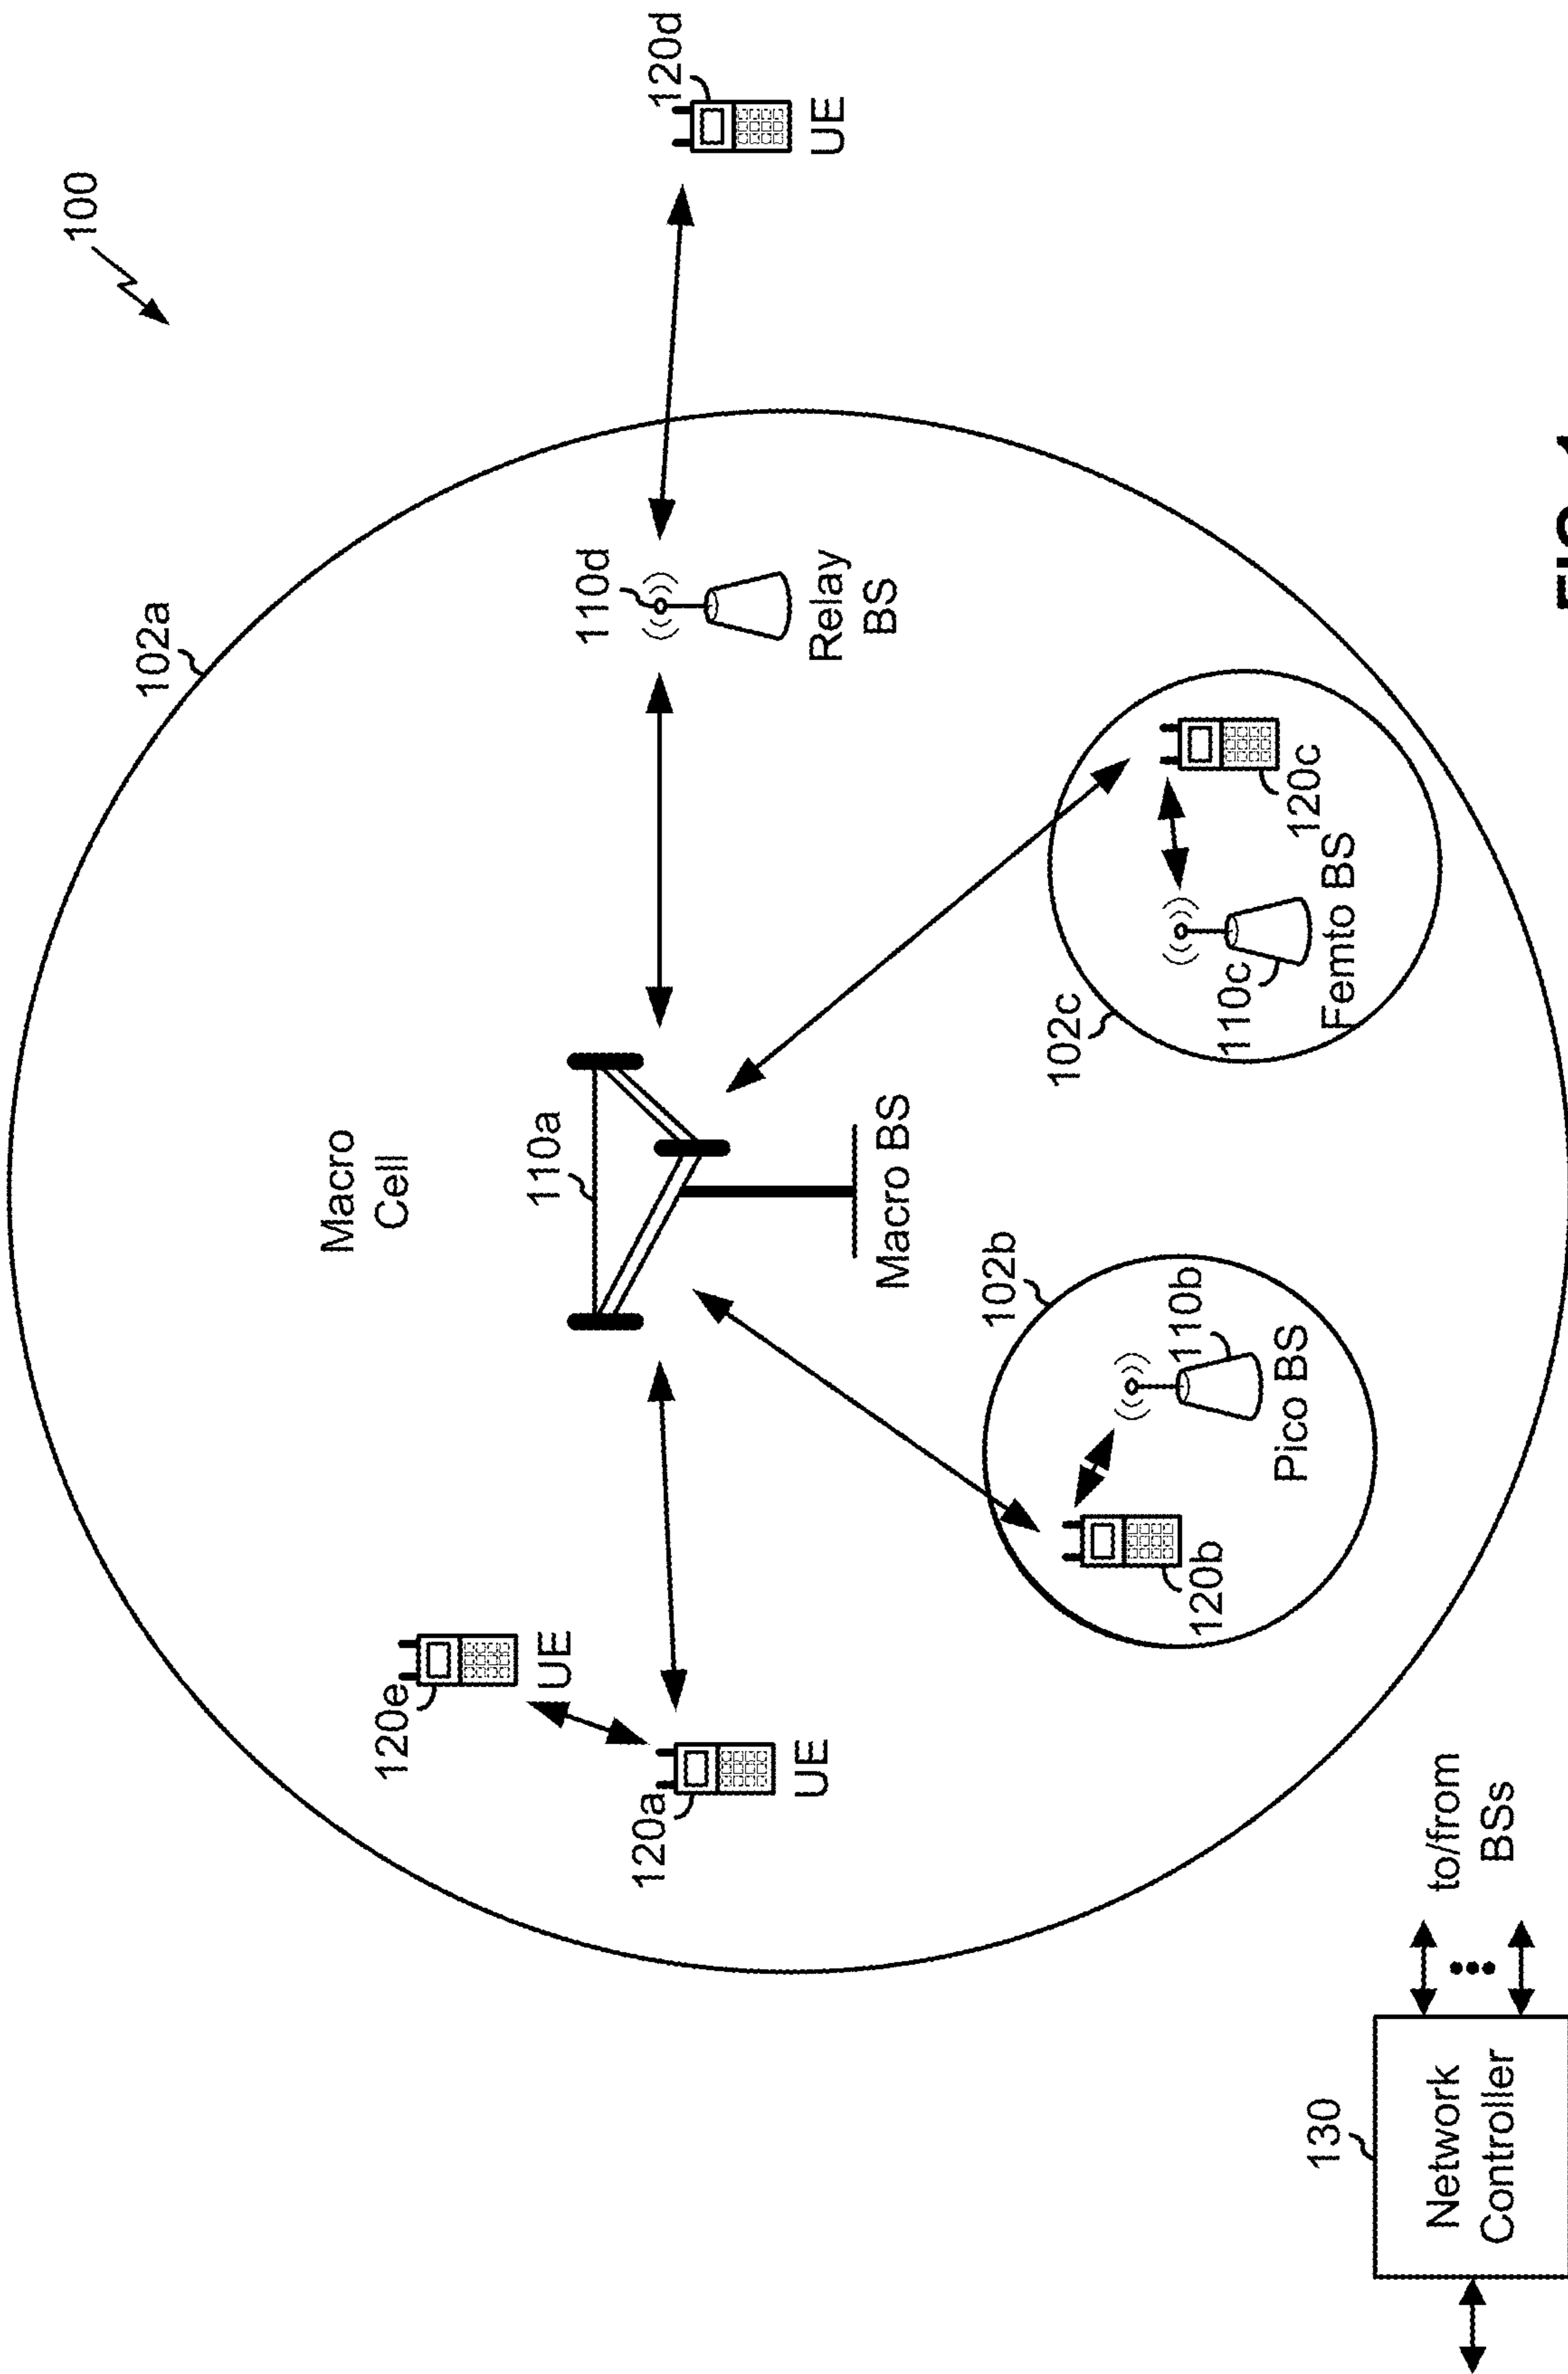 100
102a
Macro
Cell
110a
Macro BS
110d
Relay
BS
120d
UE
120e
UE
120a
UE
102b
110b
Pico BS
120b
102c
110c
Femto BS
120c
130
Network
Controller
to/from
BSs